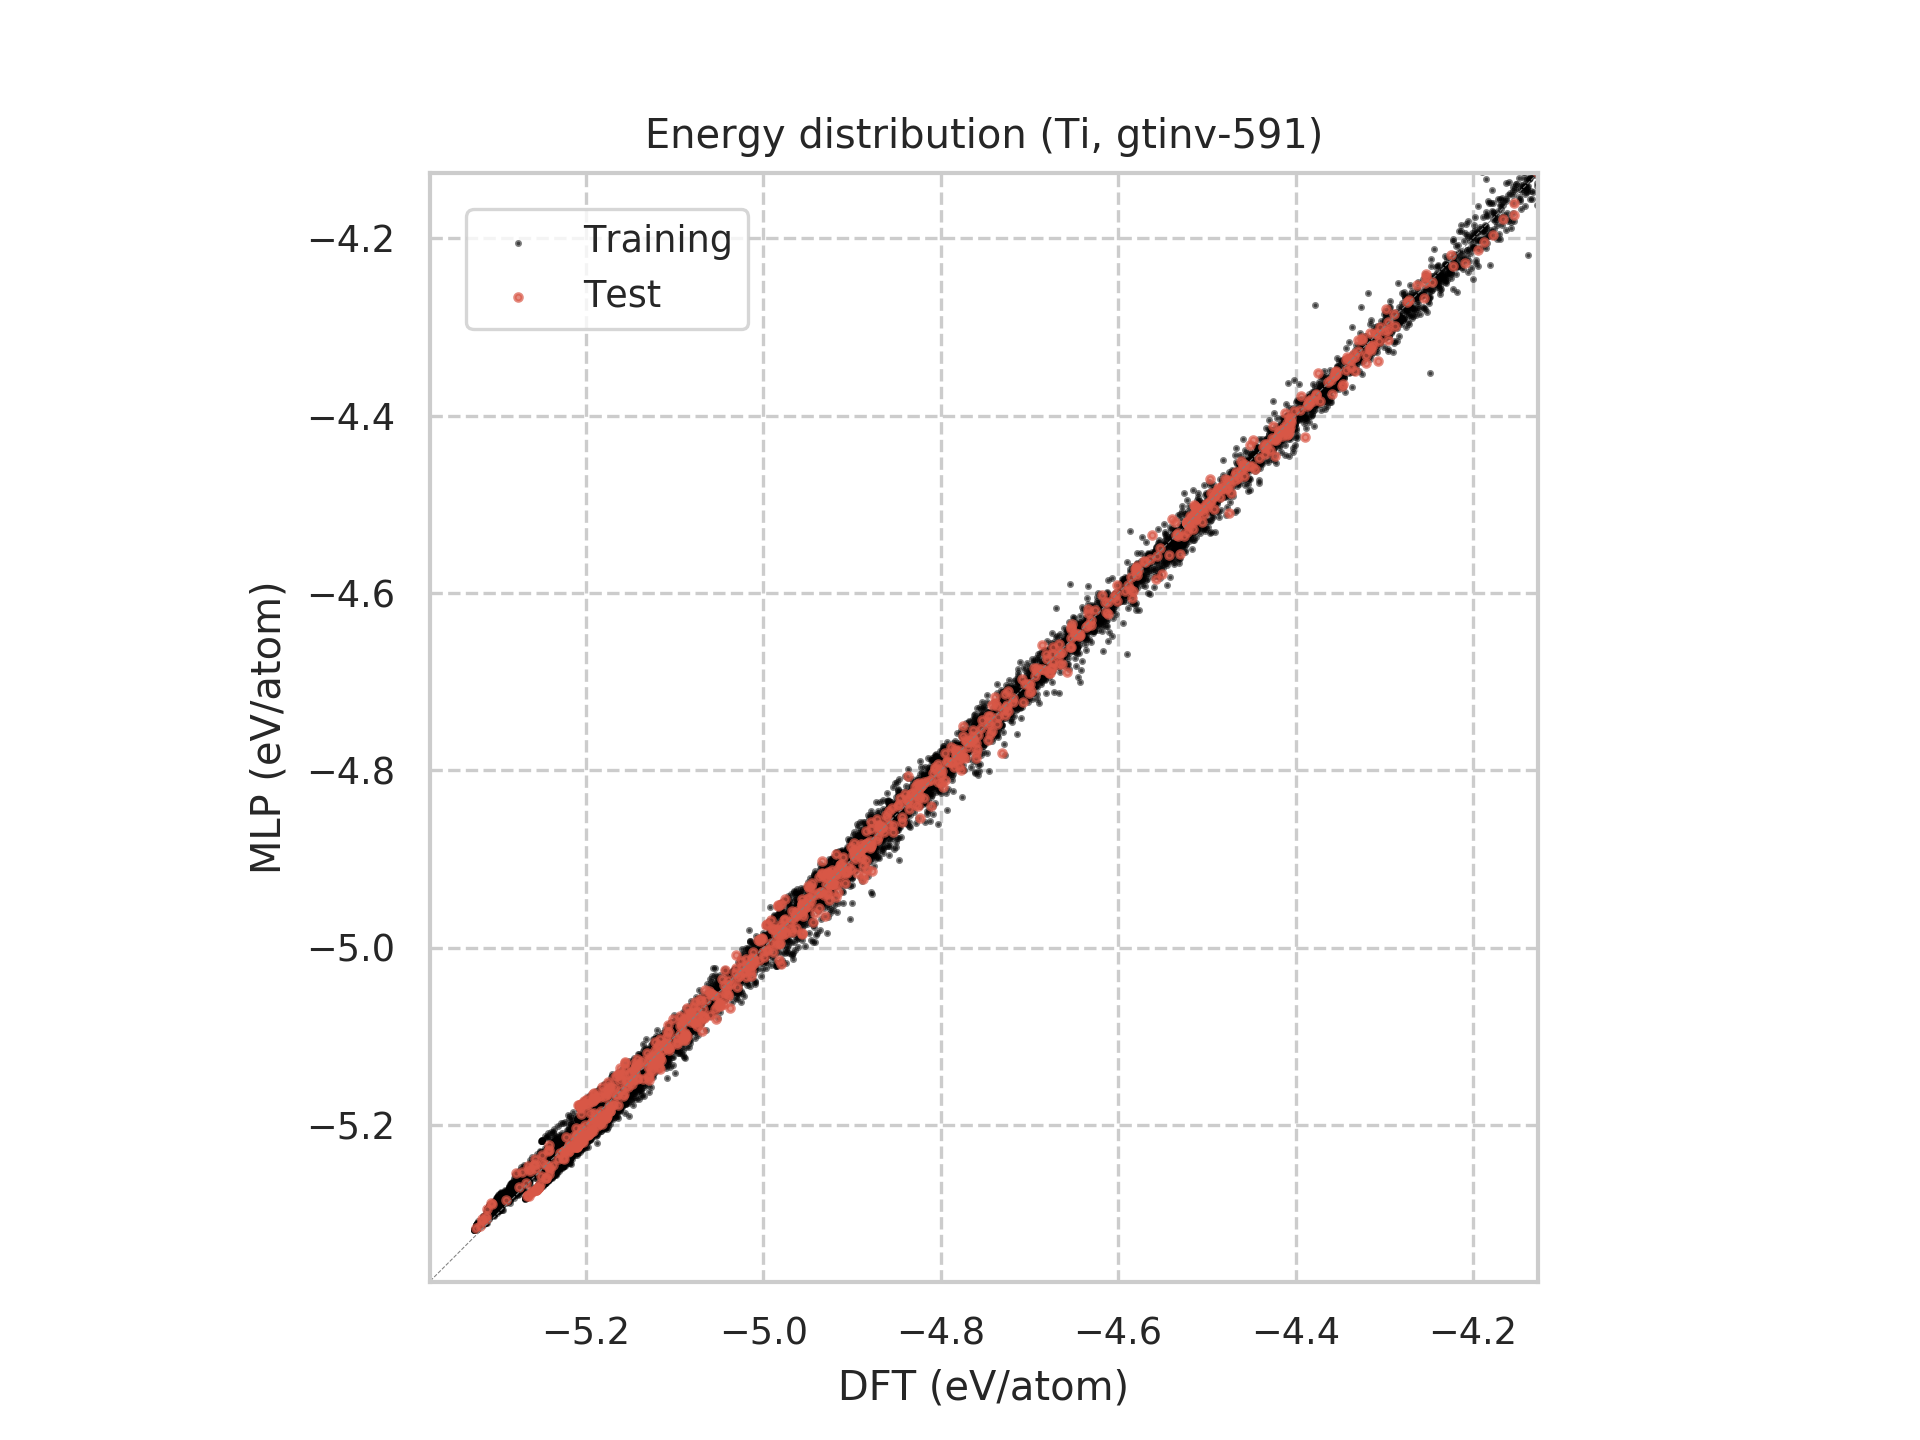 Energy distribution (Ti, gtinv-591)
Training
Test
−4.2
−4.4
−4.6
−4.8
−5.0
−5.2
MLP (eV/atom)
−5.2 −5.0 −4.8 −4.6 −4.4 −4.2
DFT (eV/atom)